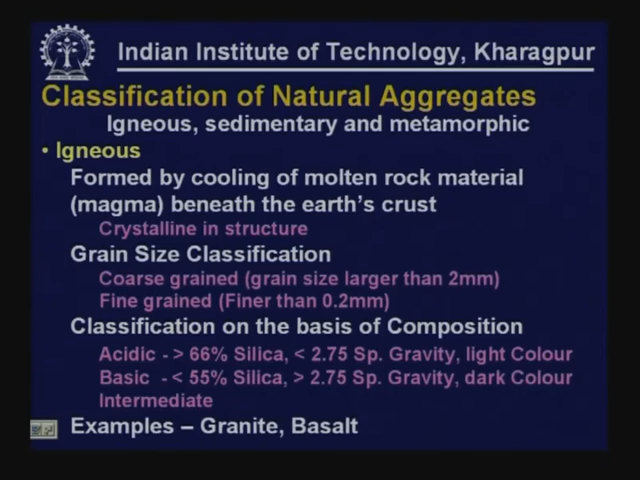 Indian Institute of Technology, Kharagpur
Classification of Natural Aggregates
Igneous, sedimentary and metamorphic
• Igneous
Formed by cooling of molten rock material
(magma) beneath the earth's crust
Crystalline in structure
Grain Size Classification
Coarse grained (grain size larger than 2mm)
Fine grained (Finer than 0.2mm)
Classification on the basis of Composition
Acidic - > 66% Silica, < 2.75 Sp. Gravity, light Colour
Basic - < 55% Silica, > 2.75 Sp. Gravity, dark Colour
Intermediate
Examples – Granite, Basalt